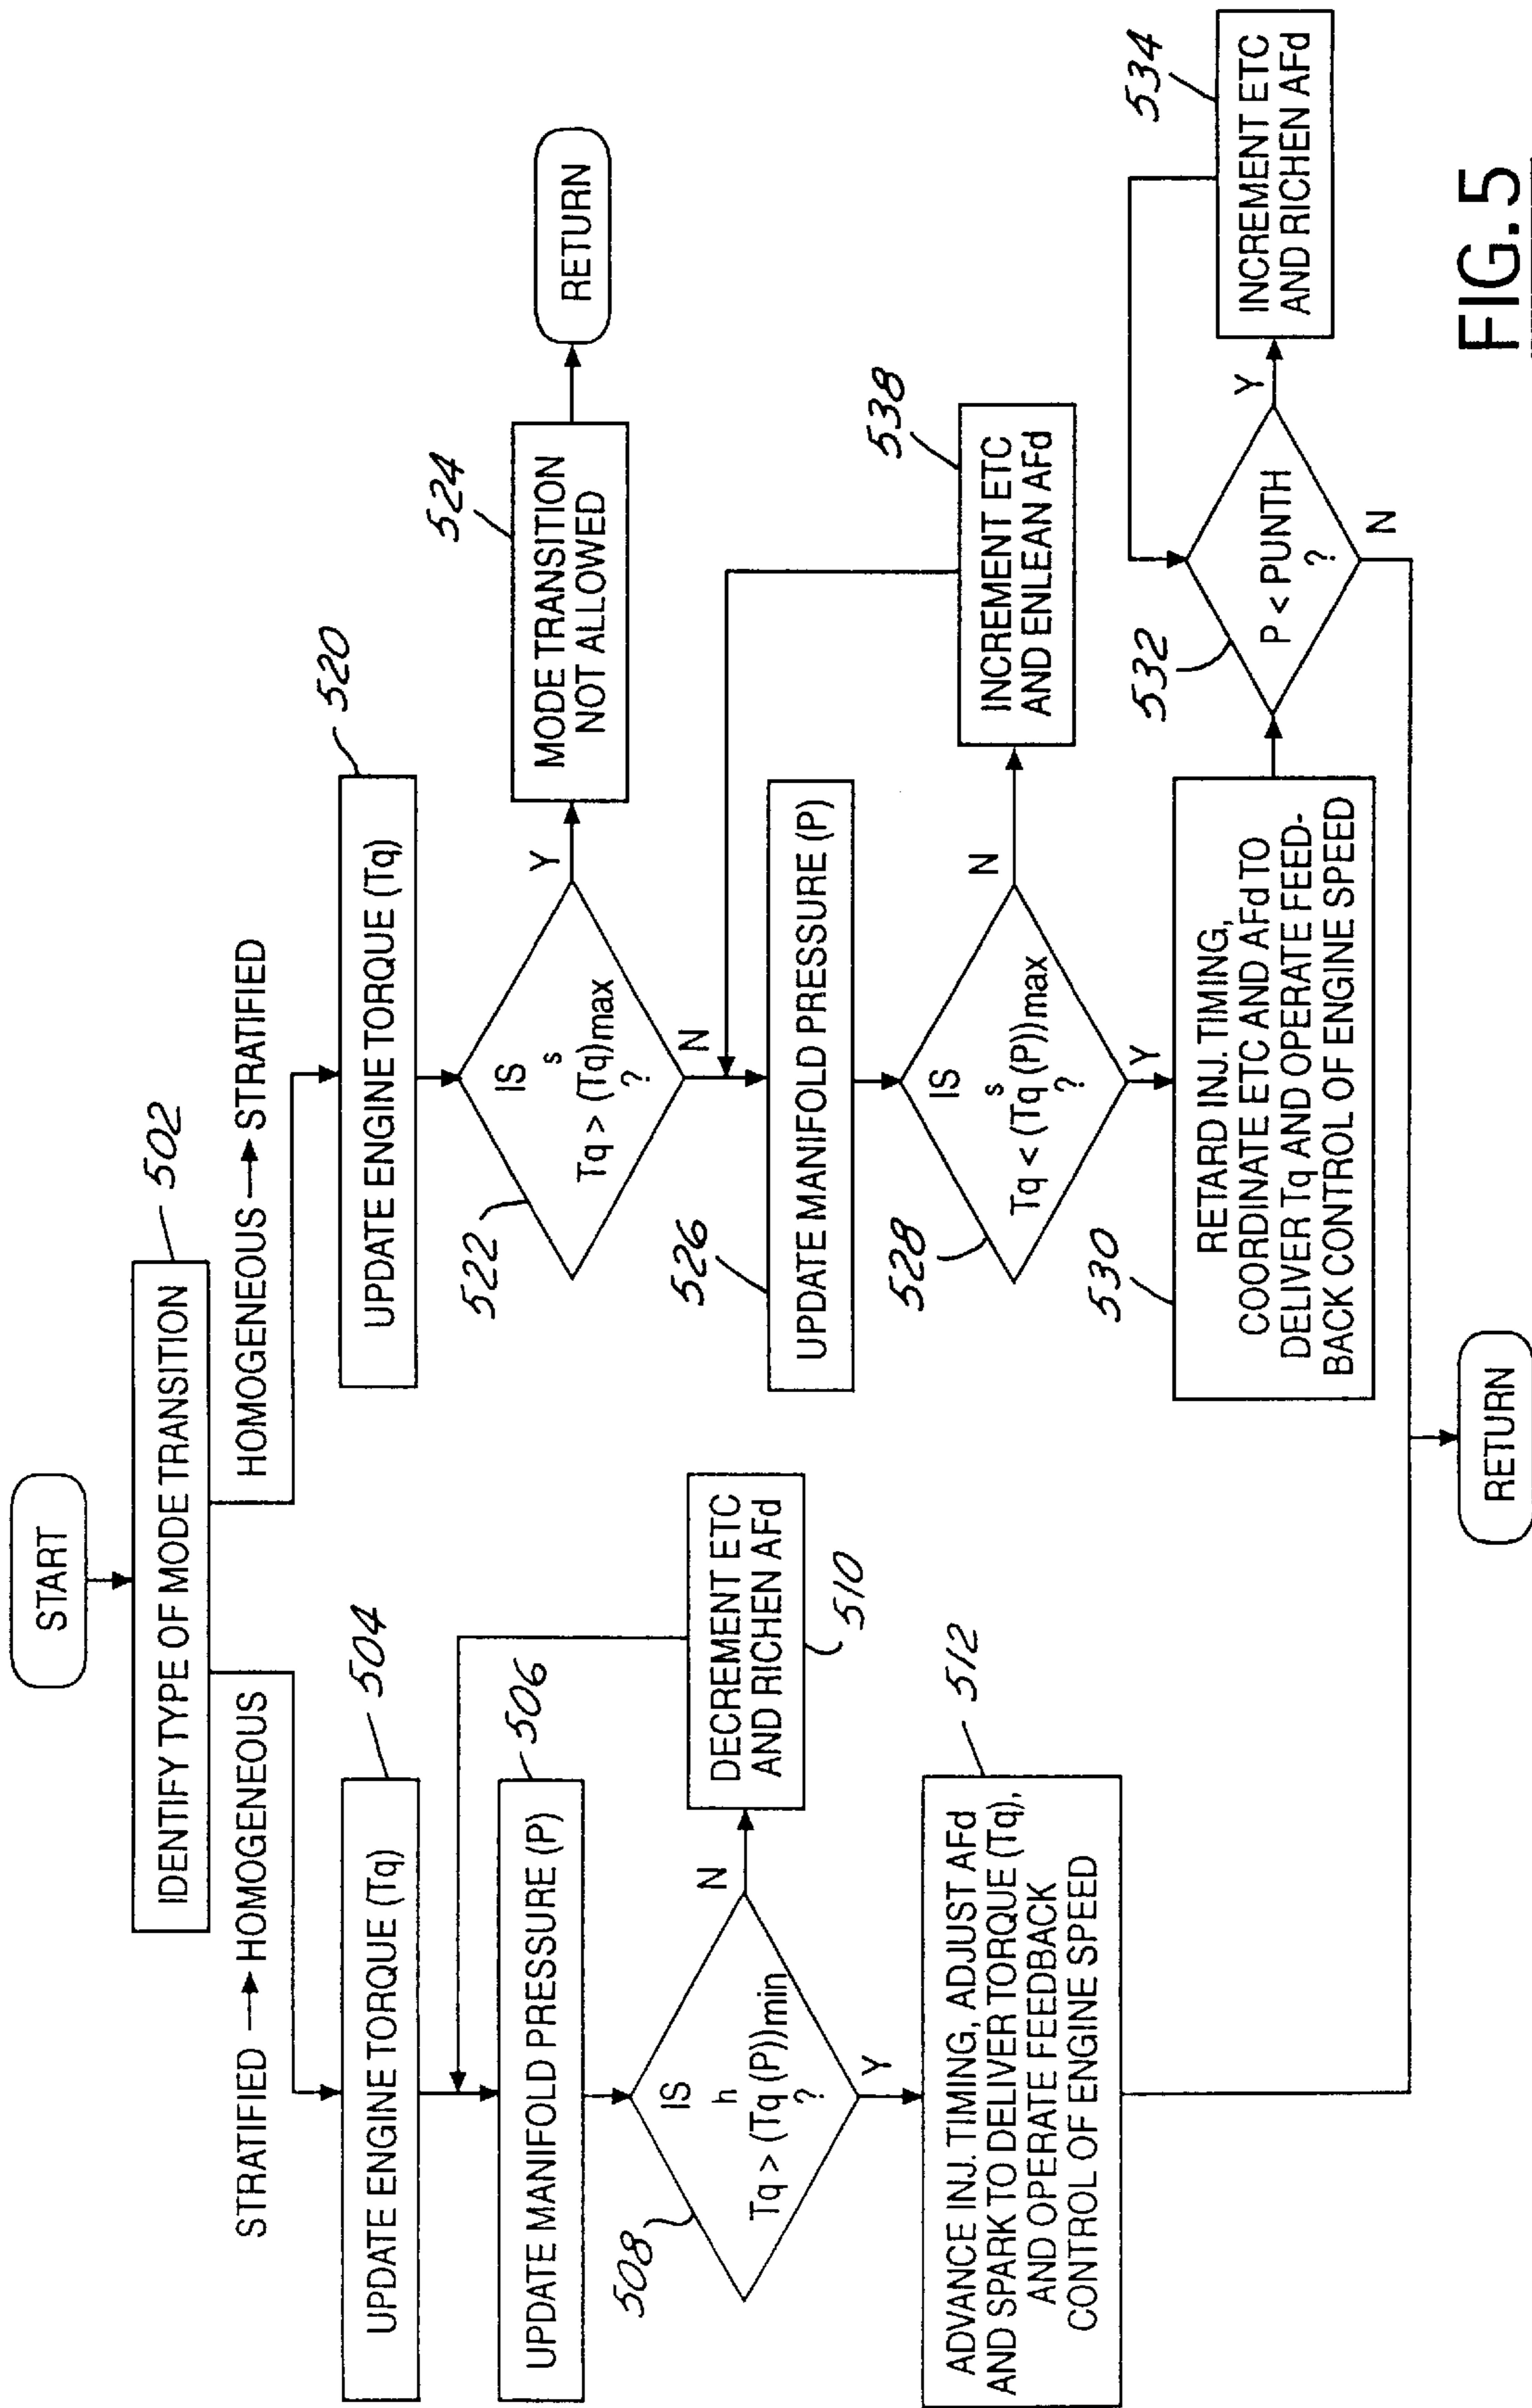 START
IDENTIFY TYPE OF MODE TRANSITION
502
STRATIFIED → HOMOGENEOUS
HOMOGENEOUS → STRATIFIED
UPDATE ENGINE TORQUE (Tq)
504
UPDATE MANIFOLD PRESSURE (P)
506
IS
h
Tq > (Tq (P))min
?
508
N
Y
DECREMENT ETC
AND RICHEN AFd
510
ADVANCE INJ. TIMING, ADJUST AFd
AND SPARK TO DELIVER TORQUE (Tq),
AND OPERATE FEEDBACK
CONTROL OF ENGINE SPEED
512
UPDATE ENGINE TORQUE (Tq)
520
IS
s
Tq > (Tq)max
?
522
Y
N
MODE TRANSITION
NOT ALLOWED
524
RETURN
UPDATE MANIFOLD PRESSURE (P)
526
IS
s
Tq < (Tq (P))max
?
528
N
Y
INCREMENT ETC
AND ENLEAN AFd
538
RETARD INJ. TIMING,
COORDINATE ETC AND AFd TO
DELIVER Tq AND OPERATE FEED-
BACK CONTROL OF ENGINE SPEED
530
P < PUNTH
?
532
Y
N
INCREMENT ETC
AND RICHEN AFd
534
RETURN
FIG. 5